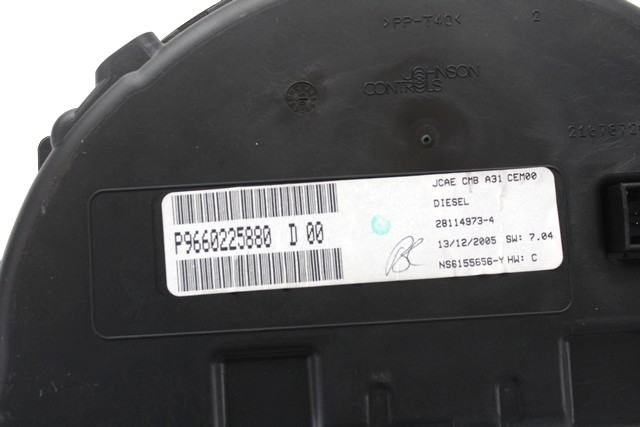 >PP-T40<
2
JOHNSON
CONTROLS
JCAE CMB A31 CEM00
DIESEL
28114973-4
P9660225880 D 00
13/12/2005 SW: 7.04
NS6155656-Y HW: C